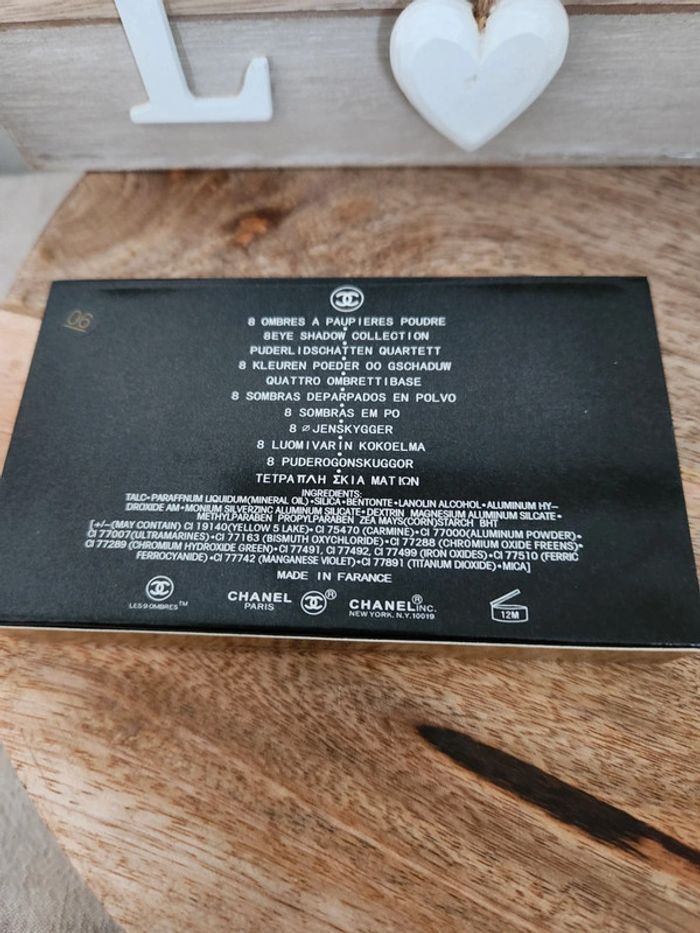 L
06
8 OMBRES A PAUPIERES POUDRE
8EYE SHADOW COLLECTION
PUDERLIDSCHATTEN QUARTETT
8 KLEUREN POEDER OO GSCHADUW
QUATTRO OMBRETTIBASE
8 SOMBRAS DEPARPADOS EN POLVO
8 SOMBRAS EM PO
8 ØJENSKYGGER
8 LUOMIVARIN KOKOELMA
8 PUDEROGONSKUGGOR
ΤΕΤΡΑΠΛΗ ΣΚΙΑ ΜΑΤΙΩΝ
INGREDIENTS:
TALC•PARAFFNUM LIQUIDUM(MINERAL OIL)•SILICA•BENTONTE•LANOLIN ALCOHOL•ALUMINUM HY-
DROXIDE AM•MONIUM SILVERZINC ALUMINUM SILICATE•DEXTRIN MAGNESIUM ALUMINUM SILCATE•
METHYLPARABEN PROPYLPARABEN ZEA MAYS(CORN)STARCH BHT
[+/-(MAY CONTAIN) CI 19140(YELLOW 5 LAKE)•CI 75470 (CARMINE)•CI 77000(ALUMINUM POWDER)•
CI 77007(ULTRAMARINES)•CI 77163 (BISMUTH OXYCHLORIDE)•CI 77288 (CHROMIUM OXIDE FREENS)•
CI 77289 (CHROMIUM HYDROXIDE GREEN)•CI 77491, CI 77492, CI 77499 (IRON OXIDES)•CI 77510 (FERRIC
FERROCYANIDE)•CI 77742 (MANGANESE VIOLET)•CI 77891 (TITANIUM DIOXIDE)•MICA]
MADE IN FARANCE
LES•9•OMBRES™
CHANEL
PARIS
®
CHANEL® INC.
NEW YORK. N.Y. 10019
12M